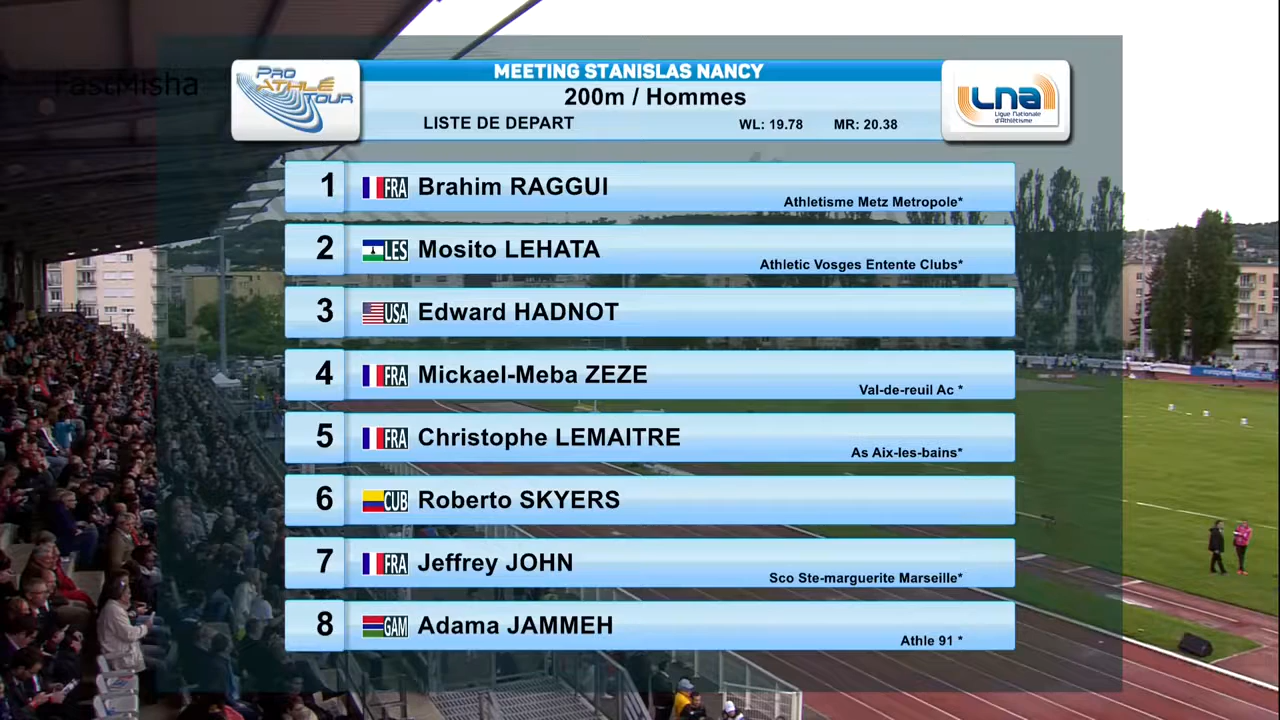 FastMisha
PRO
ATHLÉ
TOUR
MEETING STANISLAS NANCY
200m / Hommes
LISTE DE DEPART WL: 19.78 MR: 20.38
Lna
Ligue Nationale
d'Athlétisme
1 FRA Brahim RAGGUI Athletisme Metz Metropole*
2 LES Mosito LEHATA Athletic Vosges Entente Clubs*
3 USA Edward HADNOT
4 FRA Mickael-Meba ZEZE Val-de-reuil Ac *
5 FRA Christophe LEMAITRE As Aix-les-bains*
6 CUB Roberto SKYERS
7 FRA Jeffrey JOHN Sco Ste-marguerite Marseille*
8 GAM Adama JAMMEH Athle 91 *